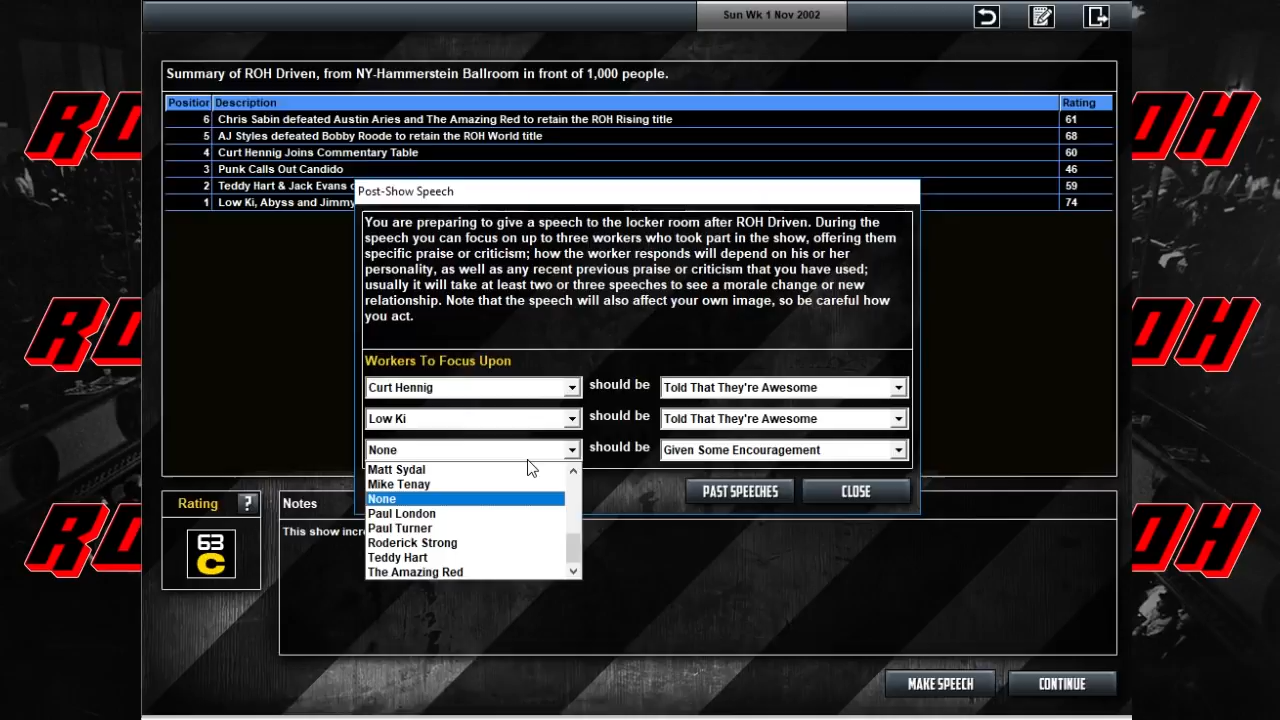 Sun Wk 1 Nov 2002
Summary of ROH Driven, from NY-Hammerstein Ballroom in front of 1,000 people.
Position Description Rating
6 Chris Sabin defeated Austin Aries and The Amazing Red to retain the ROH Rising title 61
5 AJ Styles defeated Bobby Roode to retain the ROH World title 68
4 Curt Hennig Joins Commentary Table 60
3 Punk Calls Out Candido 46
2 Teddy Hart & Jack Evans 59
1 Low Ki, Abyss and Jimmy 74
Post-Show Speech
You are preparing to give a speech to the locker room after ROH Driven. During the
speech you can focus on up to three workers who took part in the show, offering them
specific praise or criticism; how the worker responds will depend on his or her
personality, as well as any recent previous praise or criticism that you have used;
usually it will take at least two or three speeches to see a morale change or new
relationship. Note that the speech will also affect your own image, so be careful how
you act.
Workers To Focus Upon
Curt Hennig should be Told That They're Awesome
Low Ki should be Told That They're Awesome
None should be Given Some Encouragement
Matt Sydal
Mike Tenay
None
Paul London
Paul Turner
Roderick Strong
Teddy Hart
The Amazing Red
PAST SPEECHES CLOSE
Rating ?
63
C
Notes
This show
MAKE SPEECH CONTINUE
ROH
ROH
ROH